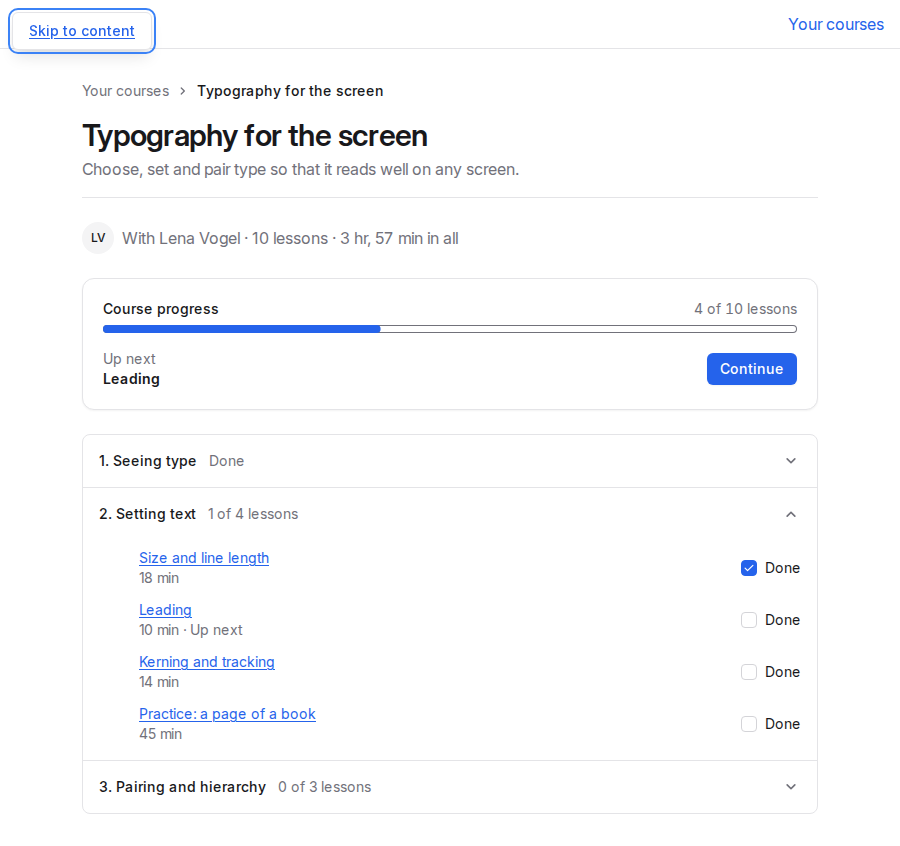 Skip to content
Your courses
Your courses > Typography for the screen
Typography for the screen
Choose, set and pair type so that it reads well on any screen.
LV With Lena Vogel · 10 lessons · 3 hr, 57 min in all
Course progress 4 of 10 lessons
Up next
Leading
Continue
1. Seeing type Done
2. Setting text 1 of 4 lessons
Size and line length
18 min
Done
Leading
10 min · Up next
Done
Kerning and tracking
14 min
Done
Practice: a page of a book
45 min
Done
3. Pairing and hierarchy 0 of 3 lessons